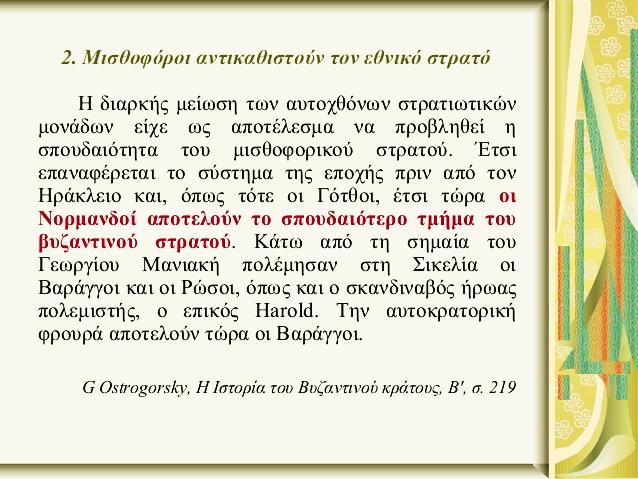 2. Μισθοφόροι αντικαθιστούν τον εθνικό στρατό
Η διαρκής μείωση των αυτοχθόνων στρατιωτικών
μονάδων είχε ως αποτέλεσμα να προβληθεί η
σπουδαιότητα του μισθοφορικού στρατού. Έτσι
επαναφέρεται το σύστημα της εποχής πριν από τον
Ηράκλειο και, όπως τότε οι Γότθοι, έτσι τώρα οι
Νορμανδοί αποτελούν το σπουδαιότερο τμήμα του
βυζαντινού στρατού. Κάτω από τη σημαία του
Γεωργίου Μανιακή πολέμησαν στη Σικελία οι
Βαράγγοι και οι Ρώσοι, όπως και ο σκανδιναβός ήρωας
πολεμιστής, ο επικός Harold. Την αυτοκρατορική
φρουρά αποτελούν τώρα οι Βαράγγοι.
G Ostrogorsky, Η Ιστορία του Βυζαντινού κράτους, Β′, σ. 219